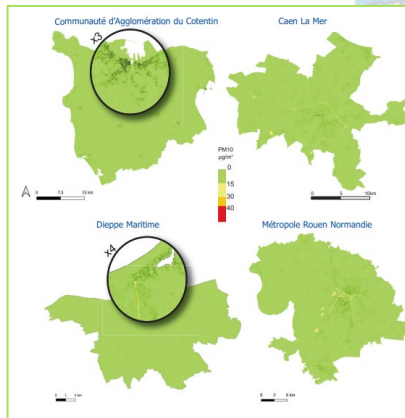 Communauté d'Agglomération du Cotentin
Caen La Mer
x3
PM10
µg/m³
0
15
30
40
0 7.5 15 km
0 5 10km
Dieppe Maritime
Métropole Rouen Normandie
x4